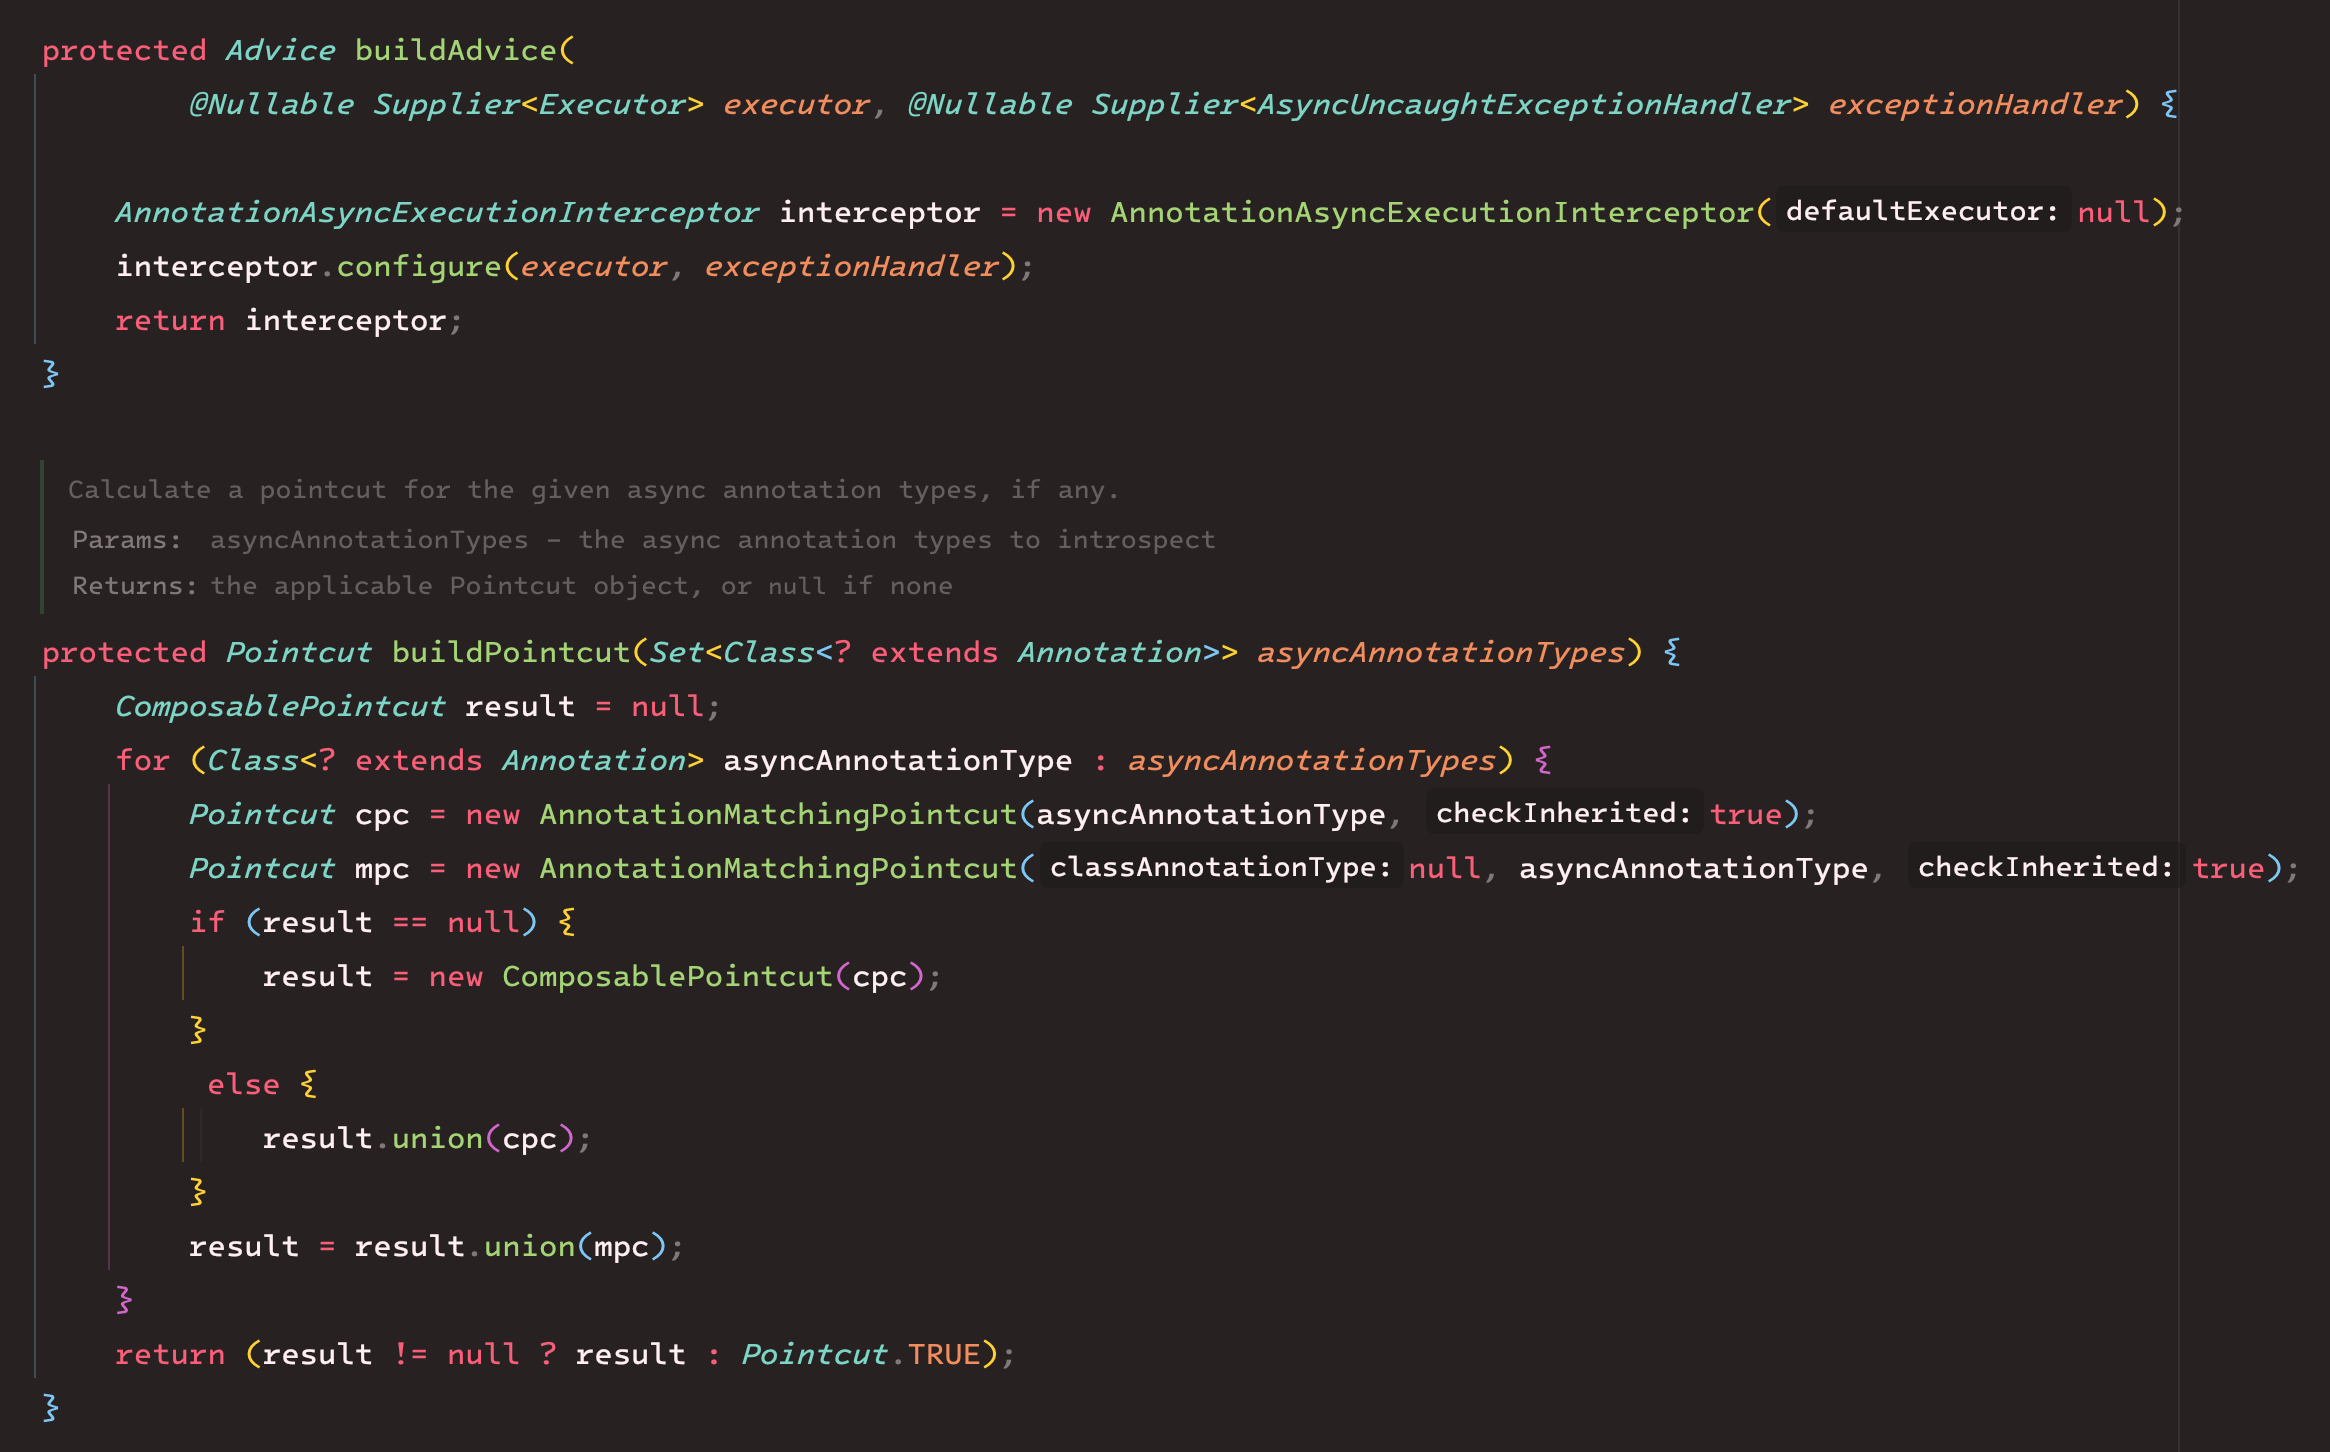 protected Advice buildAdvice(
        @Nullable Supplier<Executor> executor, @Nullable Supplier<AsyncUncaughtExceptionHandler> exceptionHandler) {
    AnnotationAsyncExecutionInterceptor interceptor = new AnnotationAsyncExecutionInterceptor( defaultExecutor: null);
    interceptor.configure(executor, exceptionHandler);
    return interceptor;
}
Calculate a pointcut for the given async annotation types, if any.
Params: asyncAnnotationTypes – the async annotation types to introspect
Returns: the applicable Pointcut object, or null if none
protected Pointcut buildPointcut(Set<Class<? extends Annotation>> asyncAnnotationTypes) {
    ComposablePointcut result = null;
    for (Class<? extends Annotation> asyncAnnotationType : asyncAnnotationTypes) {
        Pointcut cpc = new AnnotationMatchingPointcut(asyncAnnotationType, checkInherited: true);
        Pointcut mpc = new AnnotationMatchingPointcut( classAnnotationType: null, asyncAnnotationType, checkInherited: true);
        if (result == null) {
            result = new ComposablePointcut(cpc);
        }
         else {
            result.union(cpc);
        }
        result = result.union(mpc);
    }
    return (result != null ? result : Pointcut.TRUE);
}